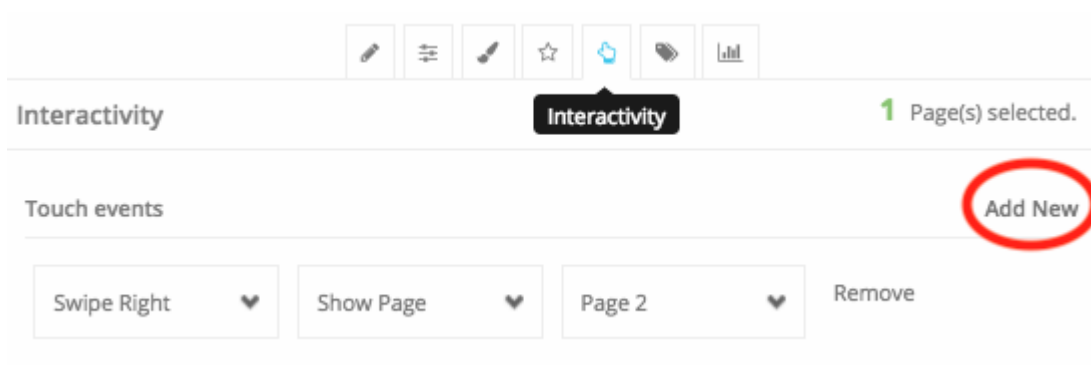 Interactivity
Interactivity
1 Page(s) selected.
Touch events
Add New
Swipe Right
Show Page
Page 2
Remove